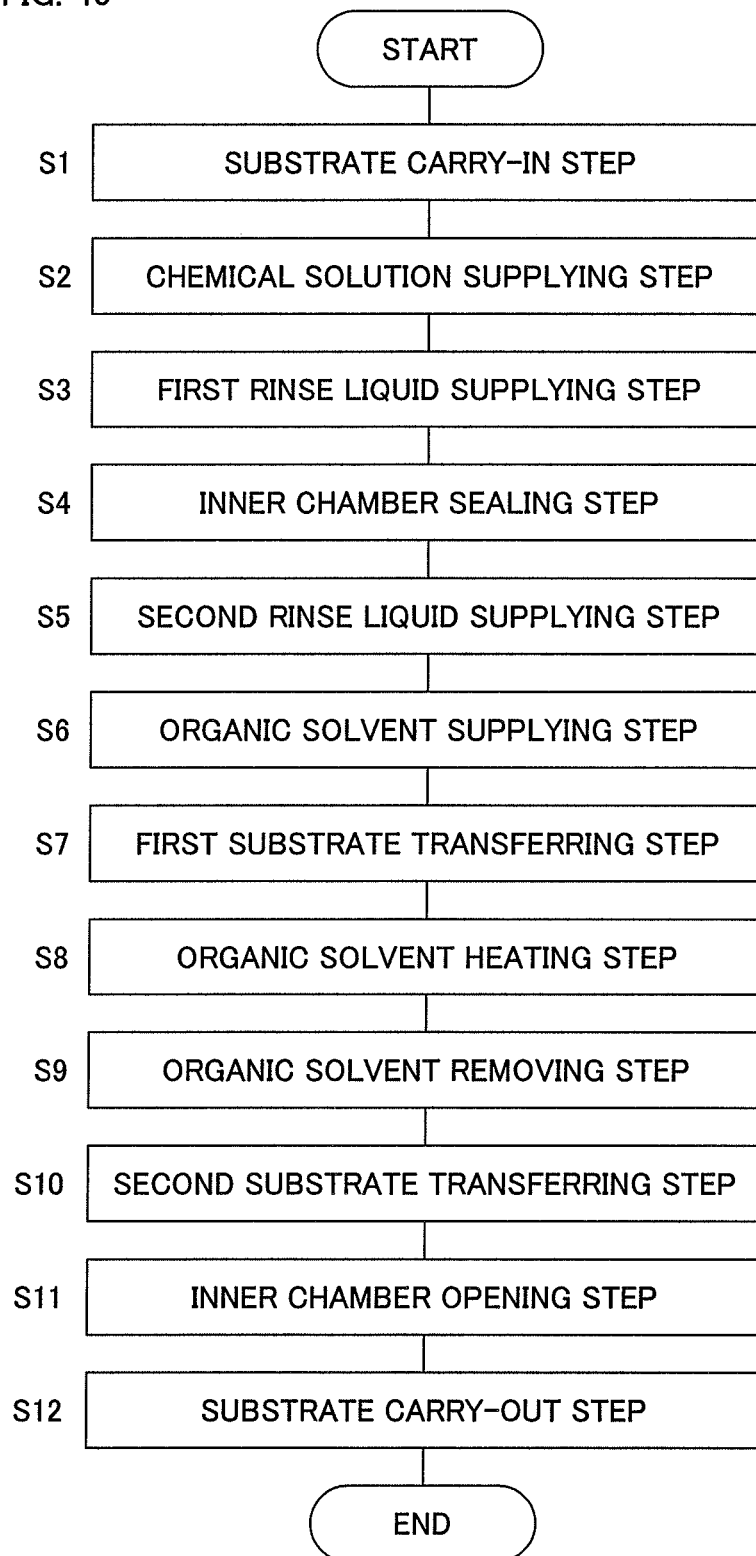 START
S1 SUBSTRATE CARRY-IN STEP
S2 CHEMICAL SOLUTION SUPPLYING STEP
S3 FIRST RINSE LIQUID SUPPLYING STEP
S4 INNER CHAMBER SEALING STEP
S5 SECOND RINSE LIQUID SUPPLYING STEP
S6 ORGANIC SOLVENT SUPPLYING STEP
S7 FIRST SUBSTRATE TRANSFERRING STEP
S8 ORGANIC SOLVENT HEATING STEP
S9 ORGANIC SOLVENT REMOVING STEP
S10 SECOND SUBSTRATE TRANSFERRING STEP
S11 INNER CHAMBER OPENING STEP
S12 SUBSTRATE CARRY-OUT STEP
END